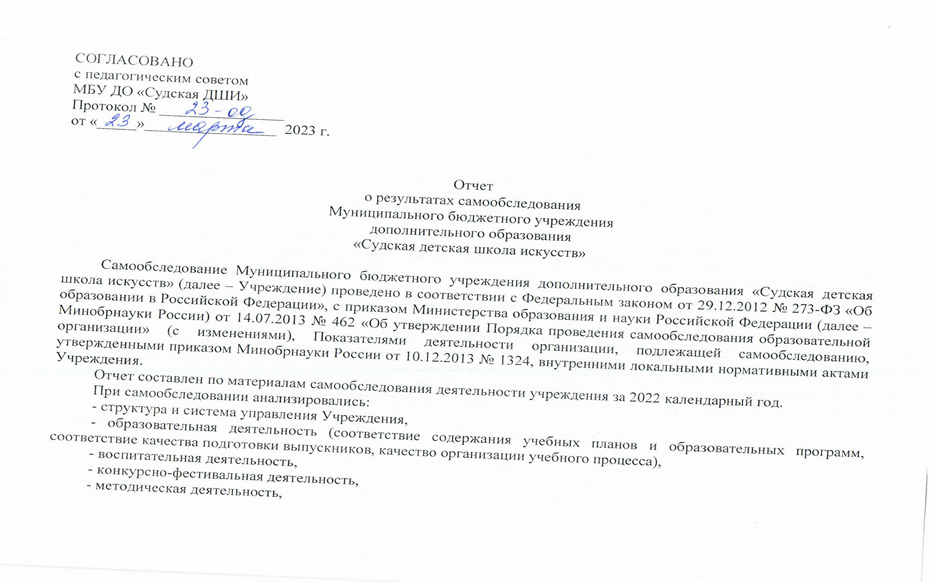 СОГЛАСОВАНО
с педагогическим советом
МБУ ДО «Судская ДШИ»
Протокол № 23-од
от «23» марта 2023 г.
Отчет
о результатах самообследования
Муниципального бюджетного учреждения
дополнительного образования
«Судская детская школа искусств»
Самообследование Муниципального бюджетного учреждения дополнительного образования «Судская детская
школа искусств» (далее – Учреждение) проведено в соответствии с Федеральным законом от 29.12.2012 № 273-ФЗ «Об
образовании в Российской Федерации», с приказом Министерства образования и науки Российской Федерации (далее –
Минобрнауки России) от 14.07.2013 № 462 «Об утверждении Порядка проведения самообследования образовательной
организации» (с изменениями), Показателями деятельности организации, подлежащей самообследованию,
утвержденными приказом Минобрнауки России от 10.12.2013 № 1324, внутренними локальными нормативными актами
Учреждения.
Отчет составлен по материалам самообследования деятельности учреждения за 2022 календарный год.
При самообследовании анализировались:
- структура и система управления Учреждения,
- образовательная деятельность (соответствие содержания учебных планов и образовательных программ,
соответствие качества подготовки выпускников, качество организации учебного процесса),
- воспитательная деятельность,
- конкурсно-фестивальная деятельность,
- методическая деятельность,